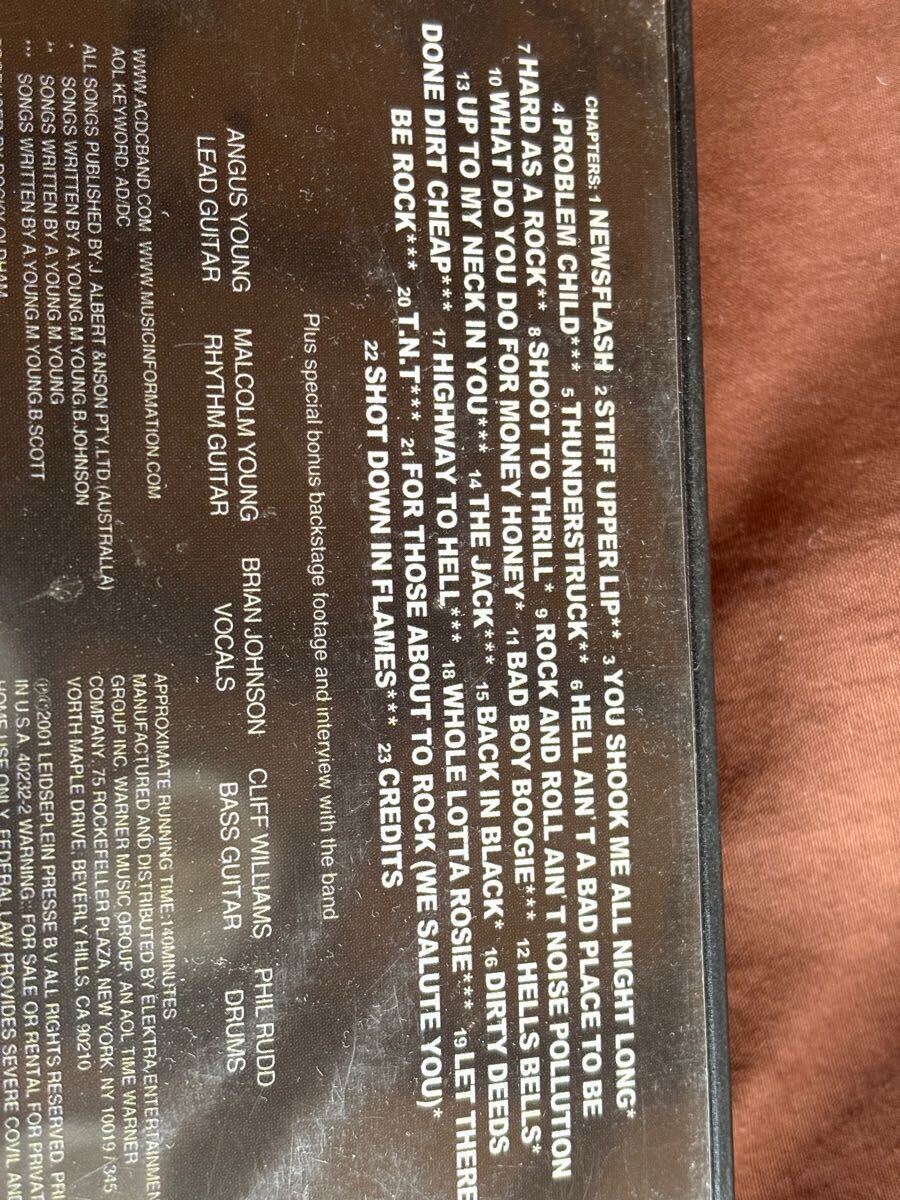 CHAPTERS: 1 NEWSFLASH 2 STIFF UPPER LIP** 3 YOU SHOOK ME ALL NIGHT LONG*
4 PROBLEM CHILD*** 5 THUNDERSTRUCK** 6 HELL AIN'T A BAD PLACE TO BE
7 HARD AS A ROCK** 8 SHOOT TO THRILL* 9 ROCK AND ROLL AIN'T NOISE POLLUTION
10 WHAT DO YOU DO FOR MONEY HONEY* 11 BAD BOY BOOGIE*** 12 HELLS BELLS*
13 UP TO MY NECK IN YOU*** 14 THE JACK*** 15 BACK IN BLACK* 16 DIRTY DEEDS
DONE DIRT CHEAP*** 17 HIGHWAY TO HELL*** 18 WHOLE LOTTA ROSIE*** 19 LET THERE
BE ROCK*** 20 T.N.T*** 21 FOR THOSE ABOUT TO ROCK (WE SALUTE YOU)*
22 SHOT DOWN IN FLAMES*** 23 CREDITS
Plus special bonus backstage footage and interview with the band
ANGUS YOUNG MALCOLM YOUNG BRIAN JOHNSON CLIFF WILLIAMS PHIL RUDD
LEAD GUITAR RHYTHM GUITAR VOCALS BASS GUITAR DRUMS
WWW.ACDCBAND.COM WWW.MUSICINFORMATION.COM
AOL KEYWORD: AD/DC
ALL SONGS PUBLISHED BY.J ALBERT &NSON PTY.LTD.(AUSTRALLA)
* SONGS WRITTEN BY A.YOUNG.M.YOUNG.B.JOHNSON
** SONGS WRITTEN BY A.YOUNG.M.YOUNG
*** SONGS WRITTEN BY A.YOUNG.M.YOUNG.B.SCOTT
APPROXIMATE RUNNING TIME:140MINUTES
MANUFACTURED AND DISTRIBUTED BY ELEKTRA ENTERTAINMEN
GROUP INC. WARNER MUSIC GROUP. AN AOL TIME WARNER
COMPANY. 75 ROCKEFELLER PLAZA. NEW YORK. NY 10019 / 345
VORTH MAPLE DRIVE. BEVERLY HILLS. CA 90210
℗©2001 LEIDSEPLEIN PRESSE B.V ALL RIGHTS RESERVED. PRI
IN U.S.A. 40232-2 WARNING: FOR SALE OR RENTAL FOR PRIVAT
HOME USE ONLY. FEDERAL LAW PROVIDES SEVERE COVIL AND